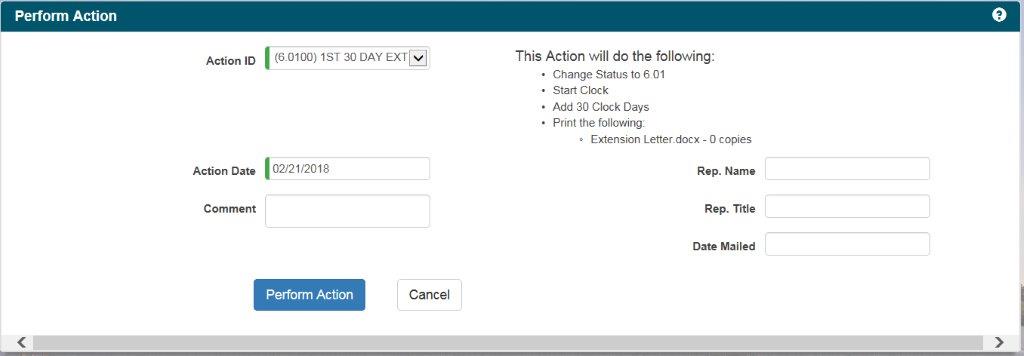 Perform Action
Action ID
(6.0100) 1ST 30 DAY EXT
This Action will do the following:
• Change Status to 6.01
• Start Clock
• Add 30 Clock Days
• Print the following:
◦ Extension Letter.docx - 0 copies
Action Date
02/21/2018
Rep. Name
Comment
Rep. Title
Date Mailed
Perform Action
Cancel